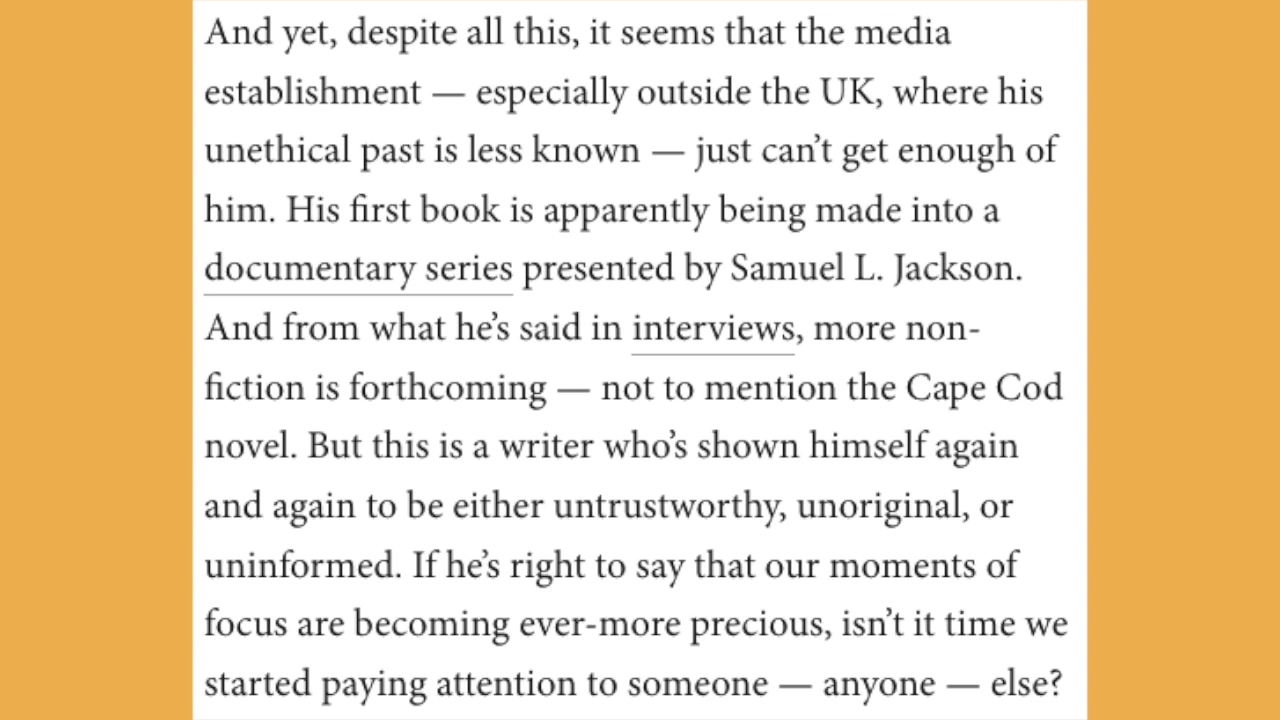 And yet, despite all this, it seems that the media
establishment — especially outside the UK, where his
unethical past is less known — just can’t get enough of
him. His first book is apparently being made into a
documentary series presented by Samuel L. Jackson.
And from what he’s said in interviews, more non-
fiction is forthcoming — not to mention the Cape Cod
novel. But this is a writer who’s shown himself again
and again to be either untrustworthy, unoriginal, or
uninformed. If he’s right to say that our moments of
focus are becoming ever-more precious, isn’t it time we
started paying attention to someone — anyone — else?